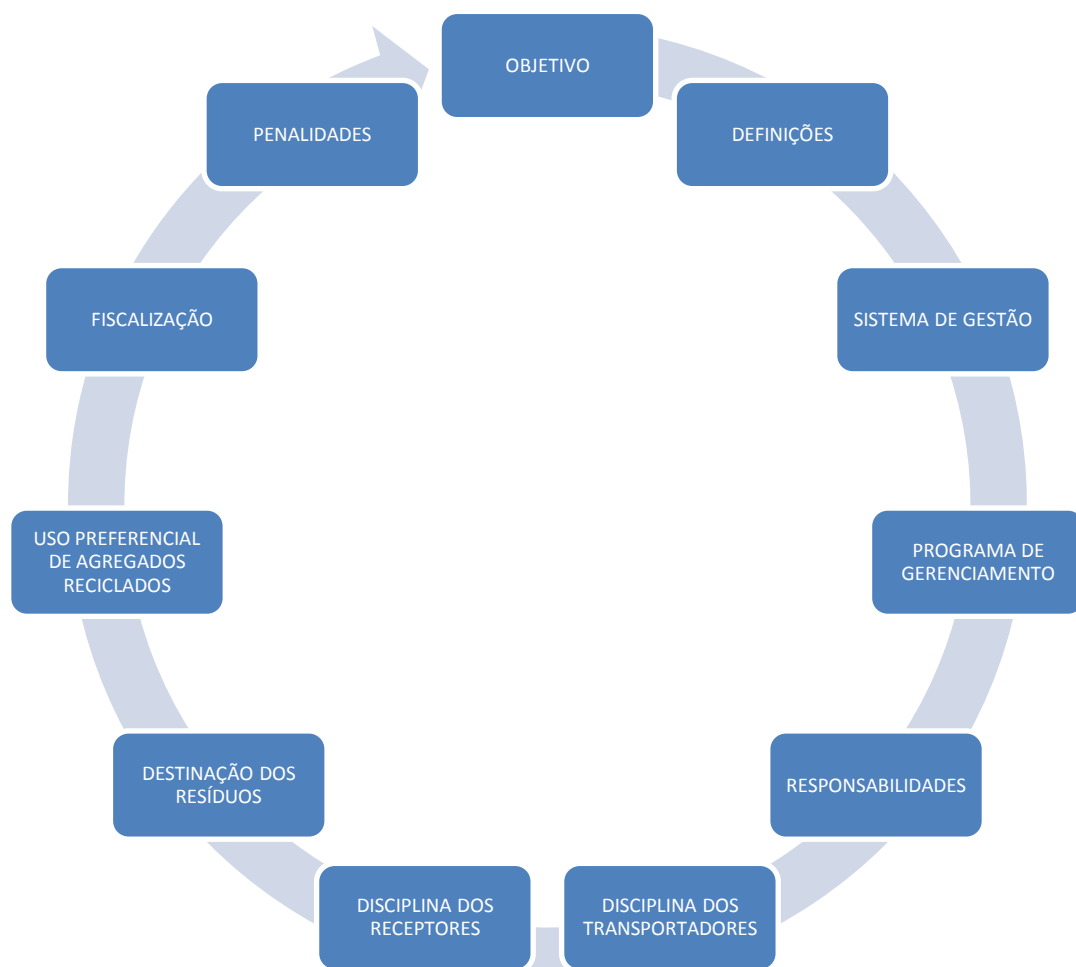 OBJETIVO
DEFINIÇÕES
SISTEMA DE GESTÃO
PROGRAMA DE
GERENCIAMENTO
RESPONSABILIDADES
DISCIPLINA DOS
TRANSPORTADORES
DISCIPLINA DOS
RECEPTORES
DESTINAÇÃO DOS
RESÍDUOS
USO PREFERENCIAL
DE AGREGADOS
RECICLADOS
FISCALIZAÇÃO
PENALIDADES